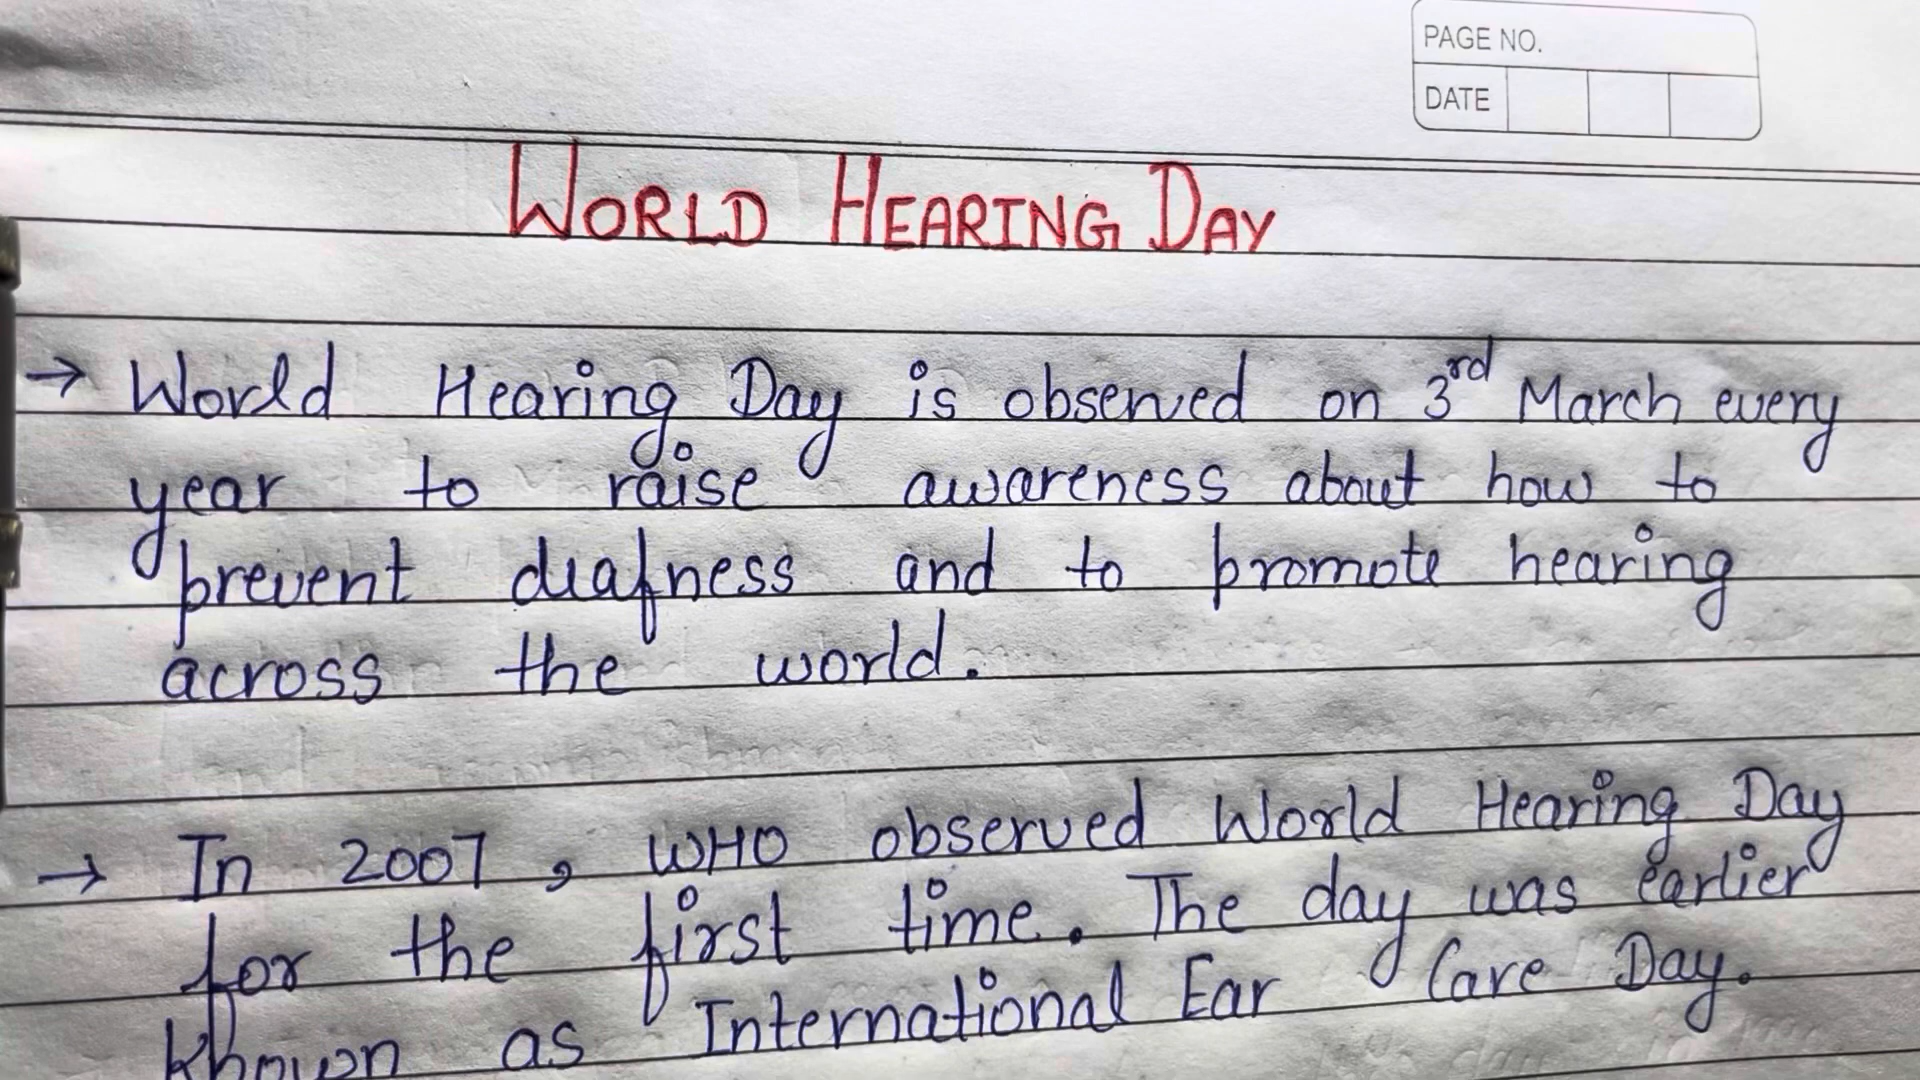 PAGE NO.
DATE
WORLD HEARING DAY
→ World Hearing Day is observed on 3rd March every
year to raise awareness about how to
prevent deafness and to promote hearing
across the world.
→ In 2007, WHO observed World Hearing Day
for the first time. The day was earlier
known as International Ear Care Day.